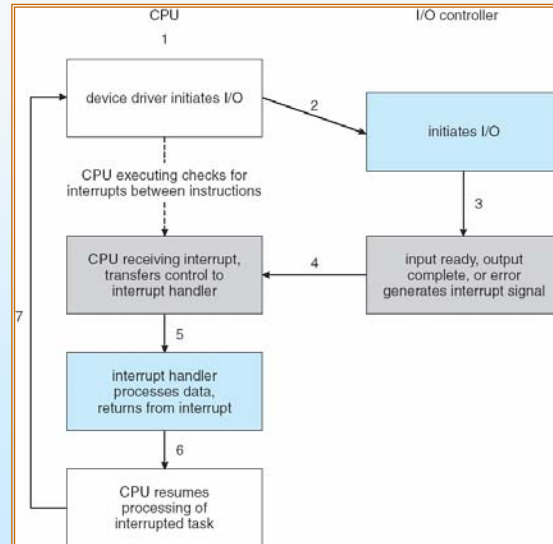 CPU
I/O controller
1
device driver initiates I/O
2
initiates I/O
CPU executing checks for
interrupts between instructions
3
CPU receiving interrupt,
transfers control to
interrupt handler
4
input ready, output
complete, or error
generates interrupt signal
7
5
interrupt handler
processes data,
returns from interrupt
6
CPU resumes
processing of
interrupted task